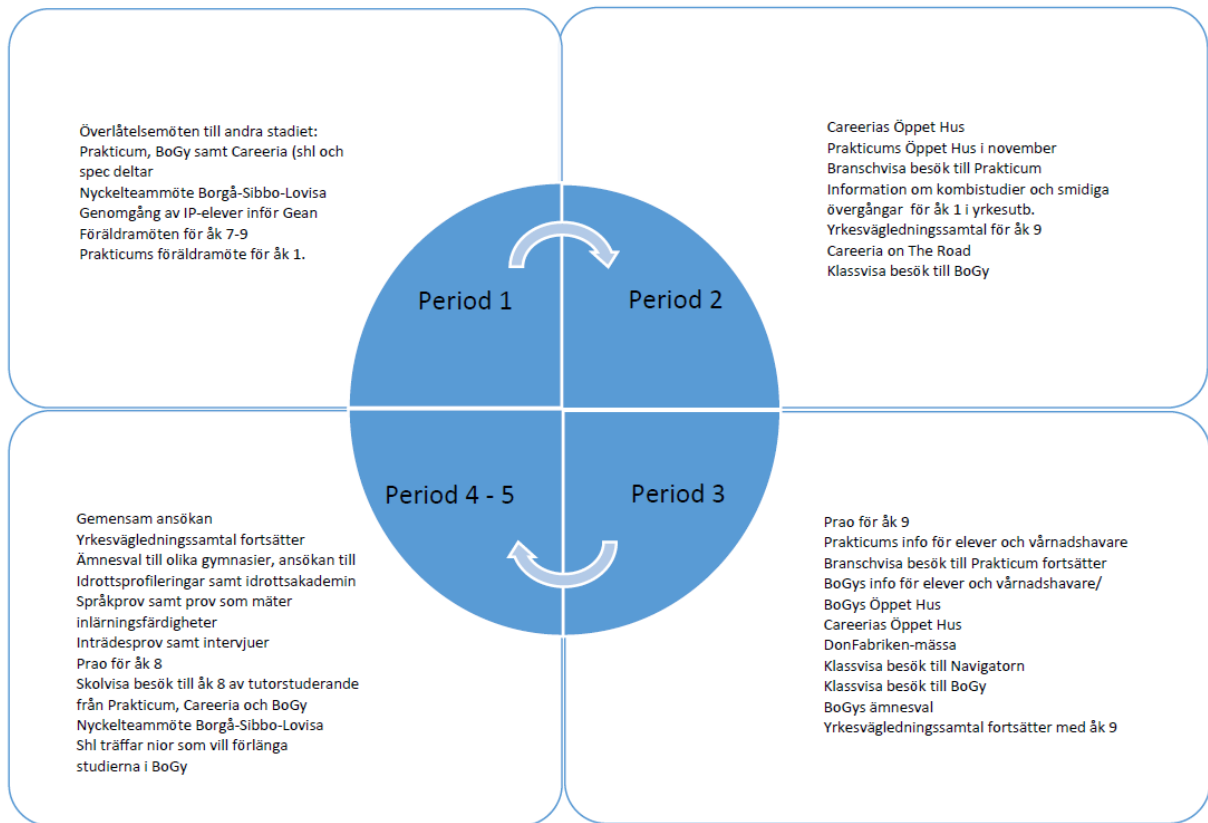 Överlåtelsemöten till andra stadiet:
Prakticum, BoGy samt Careeria (shl och
spec deltar
Nyckelteammöte Borgå-Sibbo-Lovisa
Genomgång av IP-elever inför Gean
Föräldramöten för åk 7-9
Prakticums föräldramöte för åk 1.
Careerias Öppet Hus
Prakticums Öppet Hus i november
Branschvisa besök till Prakticum
Information om kombistudier och smidiga
övergångar för åk 1 i yrkesutb.
Yrkesvägledningssamtal för åk 9
Careeria on The Road
Klassvisa besök till BoGy
Period 1
Period 2
Period 4 - 5
Period 3
Gemensam ansökan
Yrkesvägledningssamtal fortsätter
Ämnesval till olika gymnasier, ansökan till
Idrottsprofileringar samt idrottsakademin
Språkprov samt prov som mäter
inlärningsfärdigheter
Inträdesprov samt intervjuer
Prao för åk 8
Skolvisa besök till åk 8 av tutorstuderande
från Prakticum, Careeria och BoGy
Nyckelteammöte Borgå-Sibbo-Lovisa
Shl träffar nior som vill förlänga
studierna i BoGy
Prao för åk 9
Prakticums info för elever och vårnadshavare
Branschvisa besök till Prakticum fortsätter
BoGys info för elever och vårnadshavare/
BoGys Öppet Hus
Careerias Öppet Hus
DonFabriken-mässa
Klassvisa besök till Navigatorn
Klassvisa besök till BoGy
BoGys ämnesval
Yrkesvägledningssamtal fortsätter med åk 9